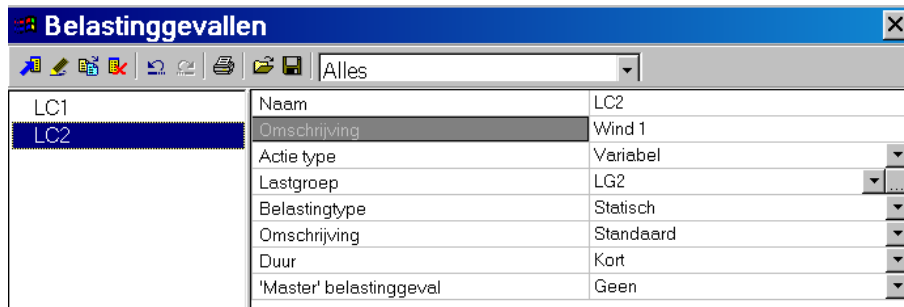 Belastinggevallen
Alles
LC1
LC2
Naam LC2
Omschrijving Wind 1
Actie type Variabel
Lastgroep LG2 ...
Belastingtype Statisch
Omschrijving Standaard
Duur Kort
'Master' belastinggeval Geen